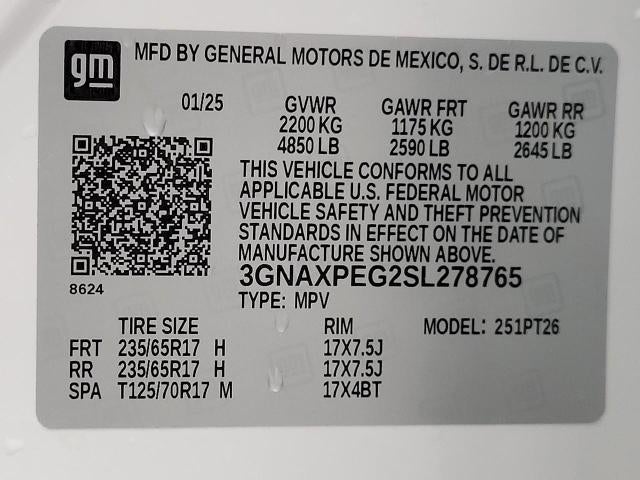 gm
MFD BY GENERAL MOTORS DE MEXICO, S. DE R.L. DE C.V.
01/25 GVWR GAWR FRT GAWR RR
2200 KG 1175 KG 1200 KG
4850 LB 2590 LB 2645 LB
THIS VEHICLE CONFORMS TO ALL
APPLICABLE U.S. FEDERAL MOTOR
VEHICLE SAFETY AND THEFT PREVENTION
STANDARDS IN EFFECT ON THE DATE OF
MANUFACTURE SHOWN ABOVE.
3GNAXPEG2SL278765
8624
TYPE: MPV
TIRE SIZE RIM MODEL: 251PT26
FRT 235/65R17 H 17X7.5J
RR 235/65R17 H 17X7.5J
SPA T125/70R17 M 17X4BT